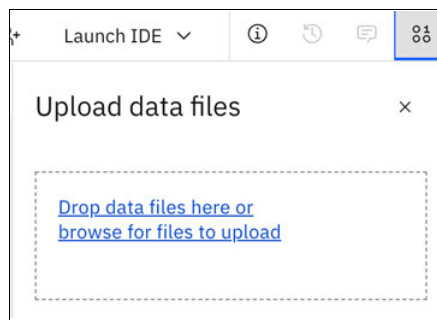 Launch IDE
Upload data files
Drop data files here or
browse for files to upload